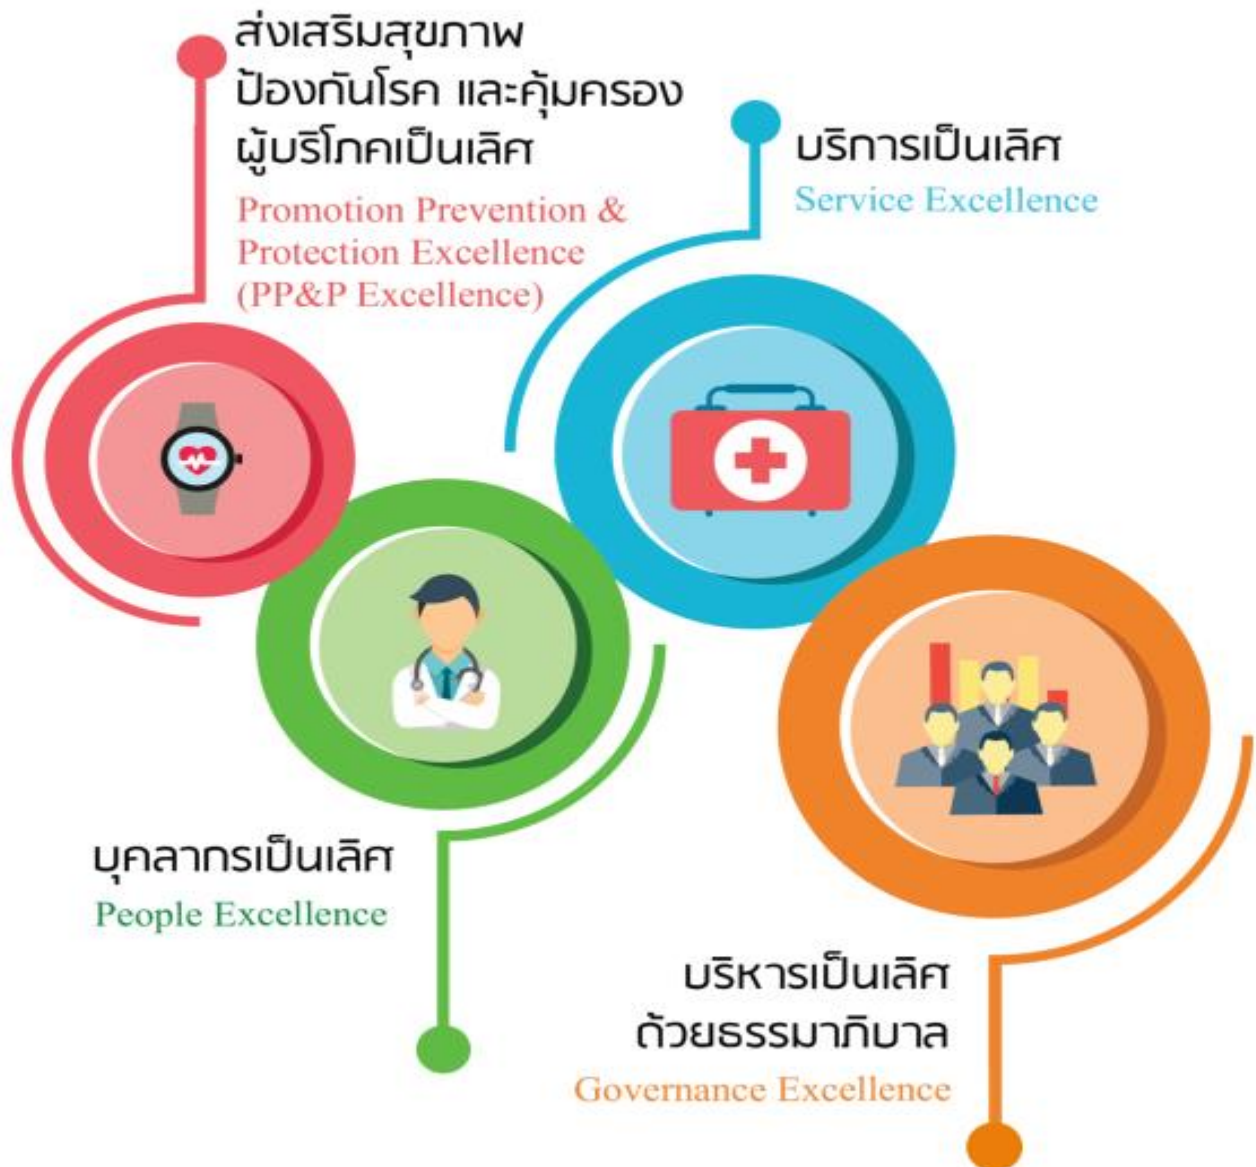 ส่งเสริมสุขภาพ
ป้องกันโรค และคุ้มครอง
ผู้บริโภคเป็นเลิศ
Promotion Prevention &
Protection Excellence
(PP&P Excellence)
บริการเป็นเลิศ
Service Excellence
บุคลากรเป็นเลิศ
People Excellence
บริหารเป็นเลิศ
ด้วยธรรมาภิบาล
Governance Excellence